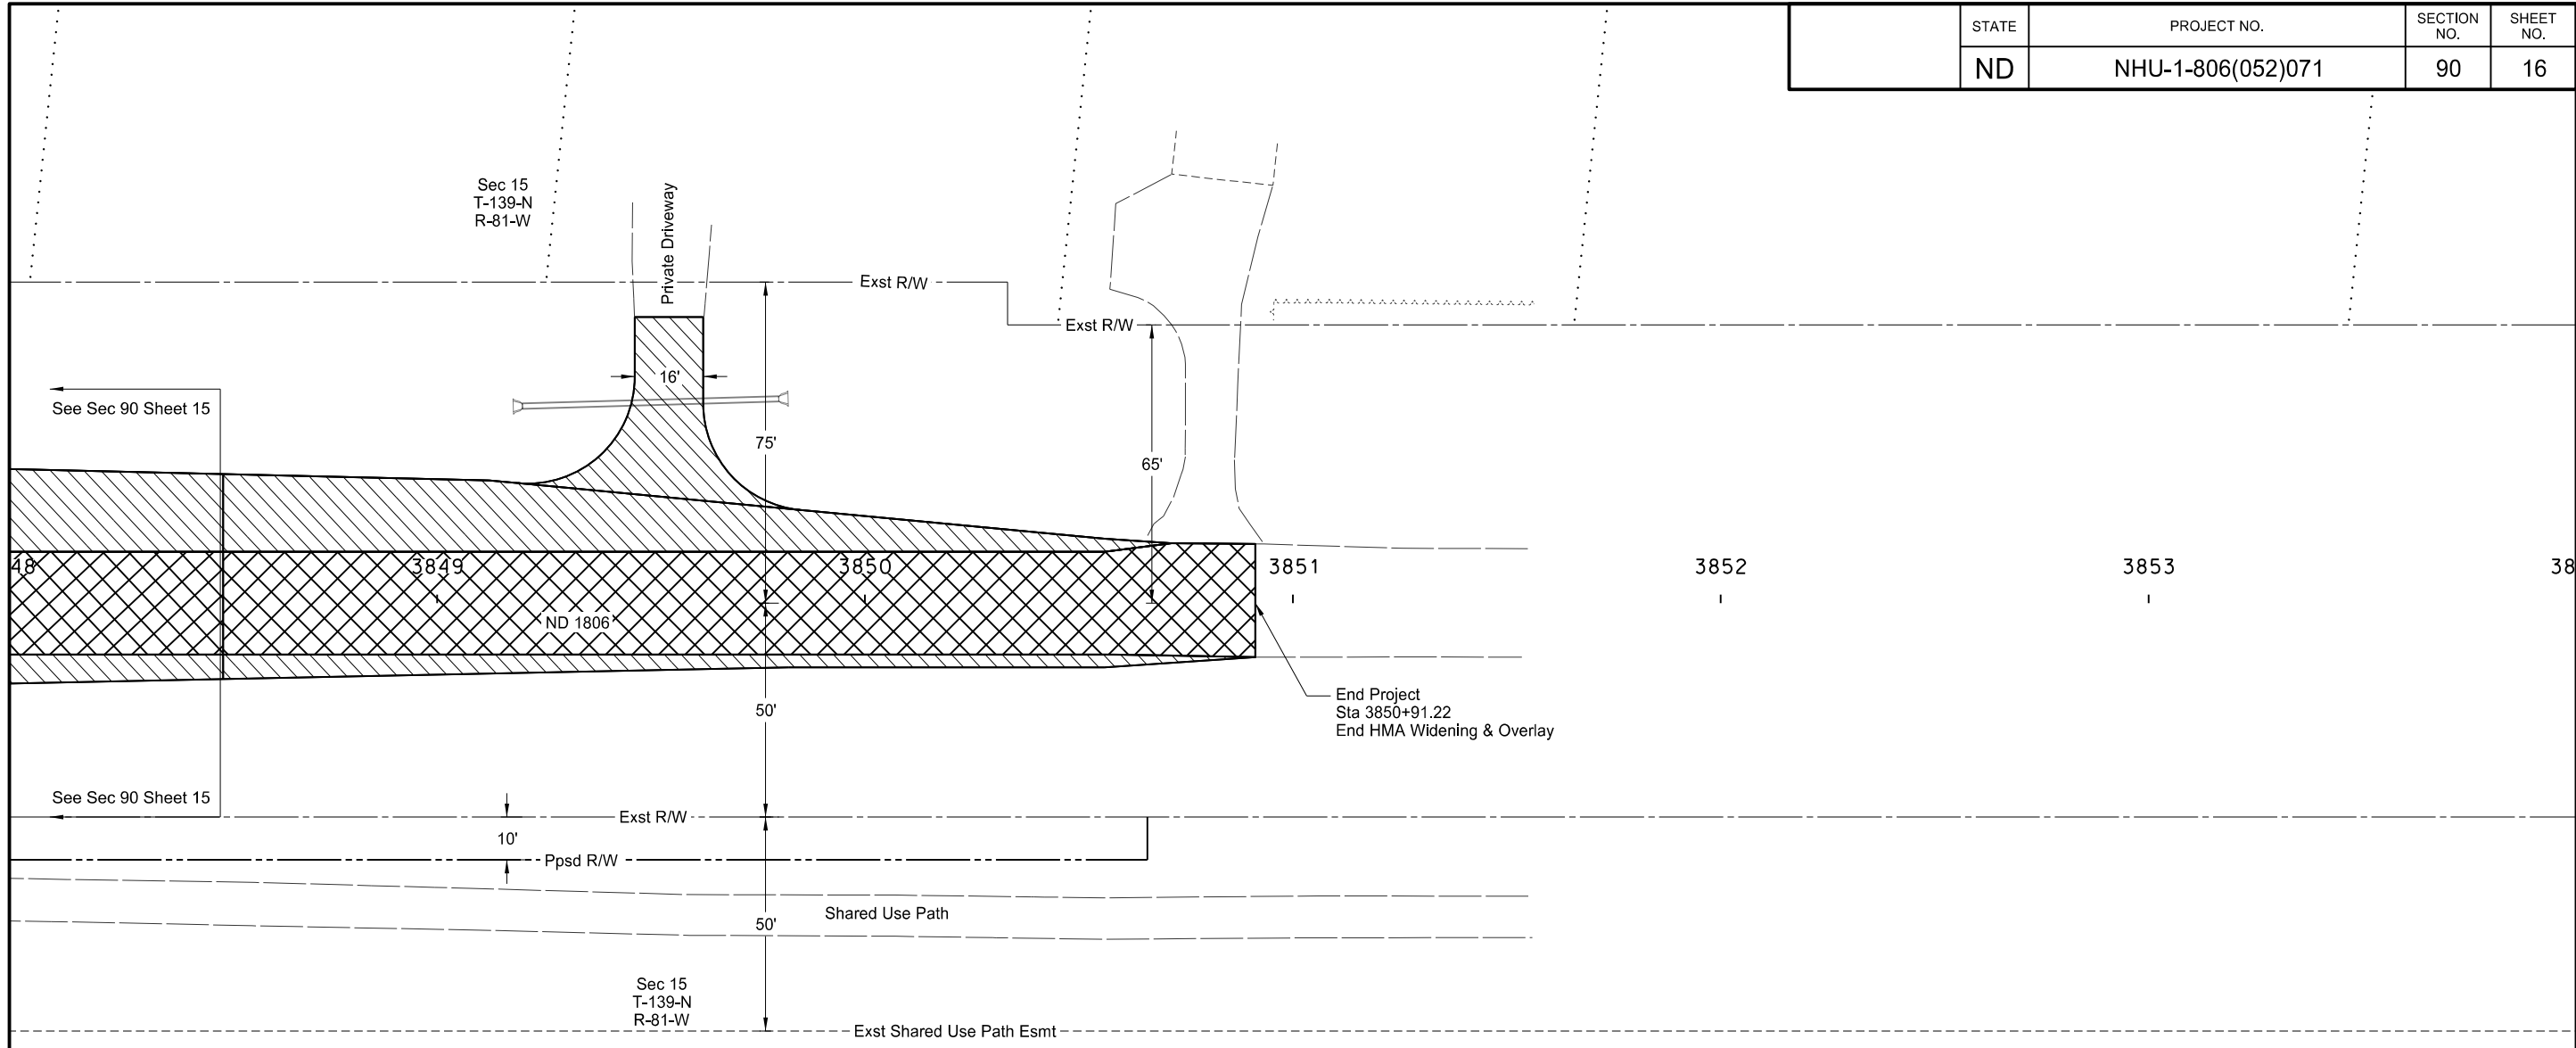 STATE
PROJECT NO.
SECTION
NO.
SHEET
NO.
ND
NHU-1-806(052)071
90
16
Sec 15
T-139-N
R-81-W
Private Driveway
Exst R/W
Exst R/W
16'
See Sec 90 Sheet 15
75'
65'
48
3849
3850
3851
3852
3853
38
ND 1806
End Project
Sta 3850+91.22
End HMA Widening & Overlay
50'
See Sec 90 Sheet 15
Exst R/W
10'
Ppsd R/W
Shared Use Path
50'
Sec 15
T-139-N
R-81-W
Exst Shared Use Path Esmt